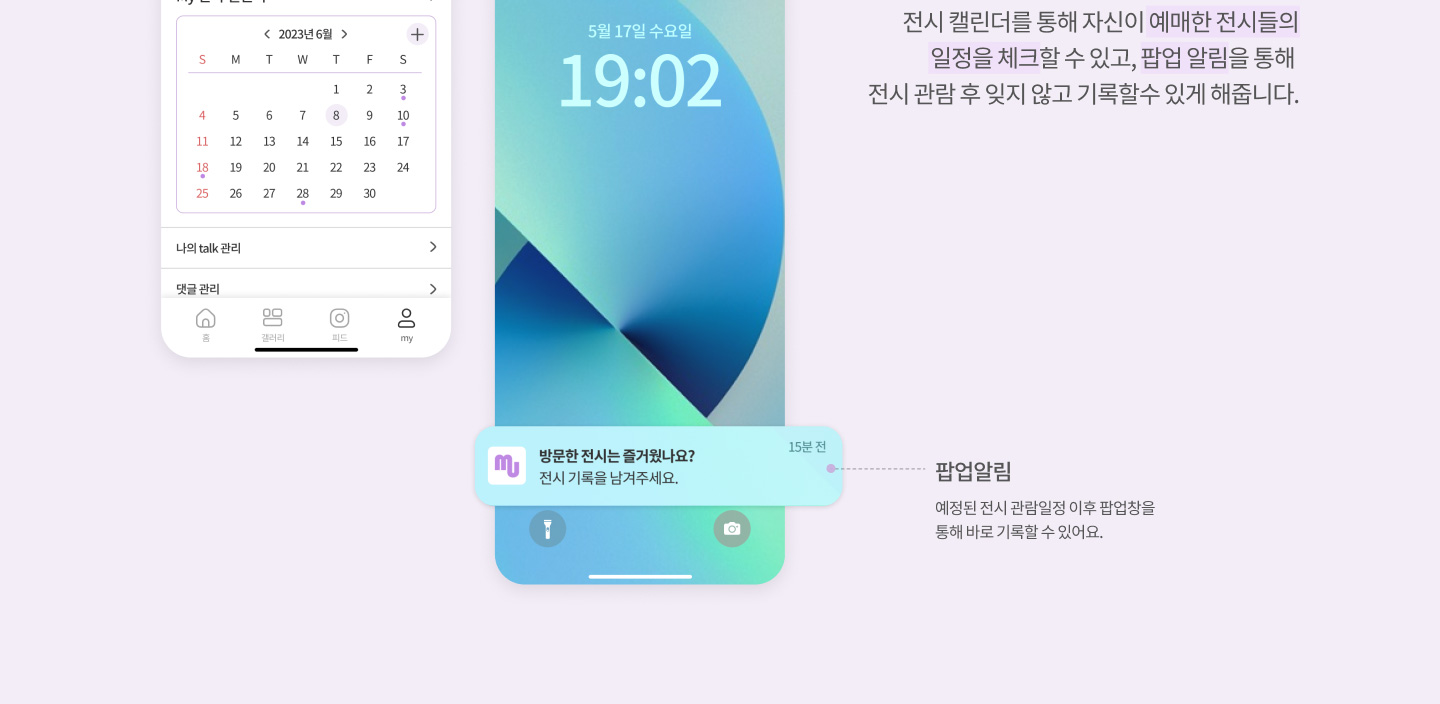 2023년 6월
S M T W T F S
1 2 3
4 5 6 7 8 9 10
11 12 13 14 15 16 17
18 19 20 21 22 23 24
25 26 27 28 29 30
나의 talk 관리
댓글 관리
홈 갤러리 피드 my
5월 17일 수요일
19:02
mu
방문한 전시는 즐거웠나요?
15분 전
전시 기록을 남겨주세요.
전시 캘린더를 통해 자신이 예매한 전시들의
일정을 체크할 수 있고, 팝업 알림을 통해
전시 관람 후 잊지 않고 기록할수 있게 해줍니다.
팝업알림
예정된 전시 관람일정 이후 팝업창을
통해 바로 기록할 수 있어요.